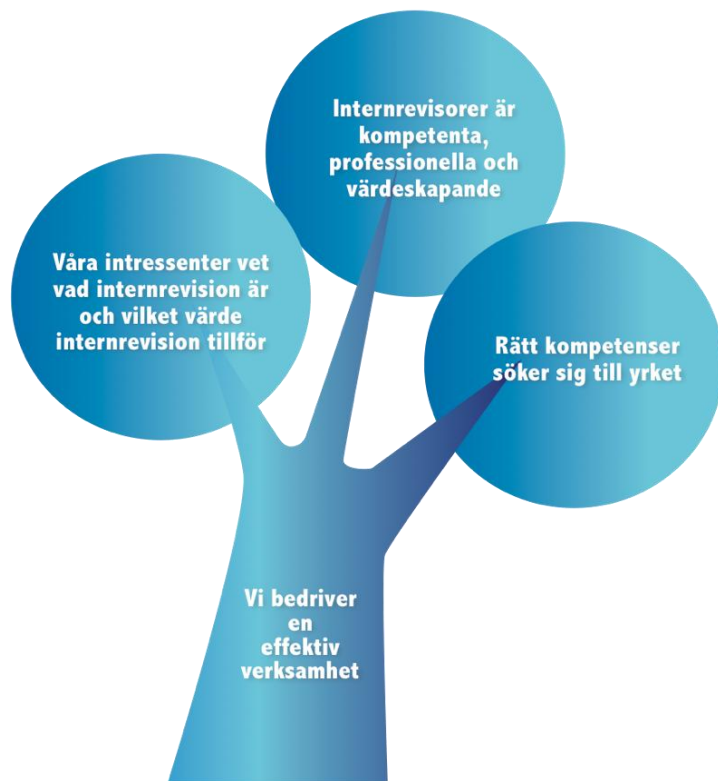 Internrevisorer är
kompetenta,
professionella och
värdeskapande
Våra intressenter vet
vad internrevision är
och vilket värde
internrevision tillför
Rätt kompetenser
söker sig till yrket
Vi bedriver
en
effektiv
verksamhet